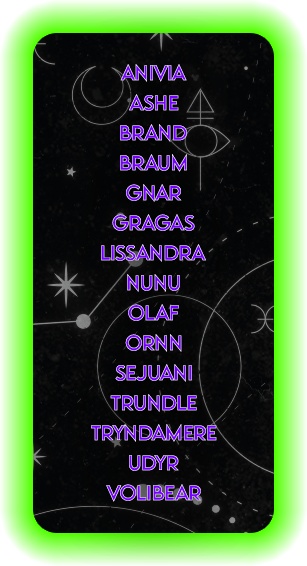 ANIVIA
ASHE
BRAND
BRAUM
GNAR
GRAGAS
LISSANDRA
NUNU
OLAF
ORNN
SEJUANI
TRUNDLE
TRYNDAMERE
UDYR
VOLIBEAR